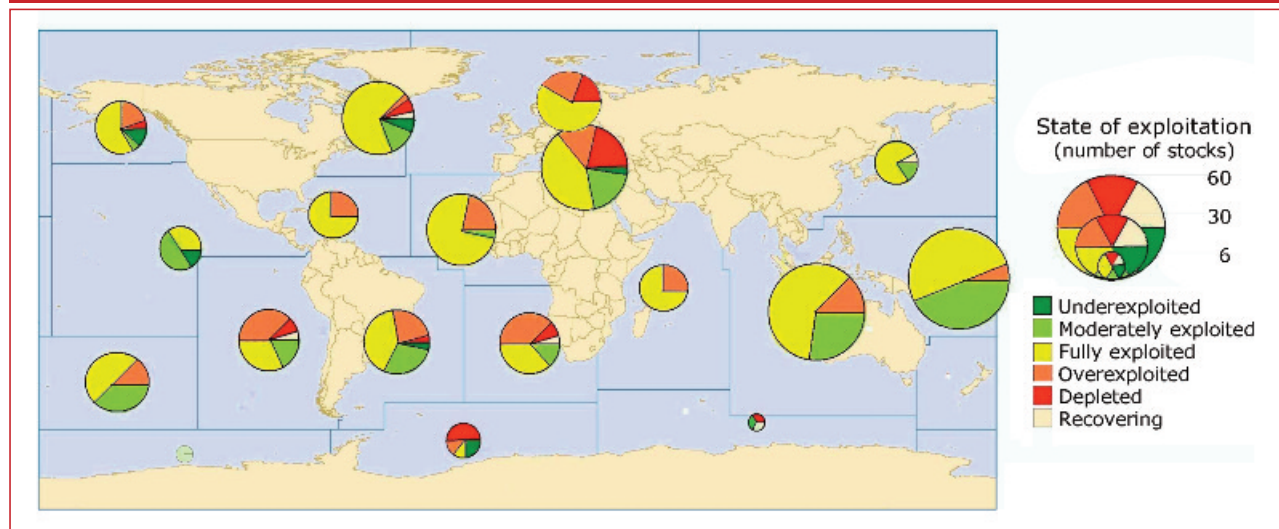 State of exploitation
(number of stocks)
60
30
6
Underexploited
Moderately exploited
Fully exploited
Overexploited
Depleted
Recovering